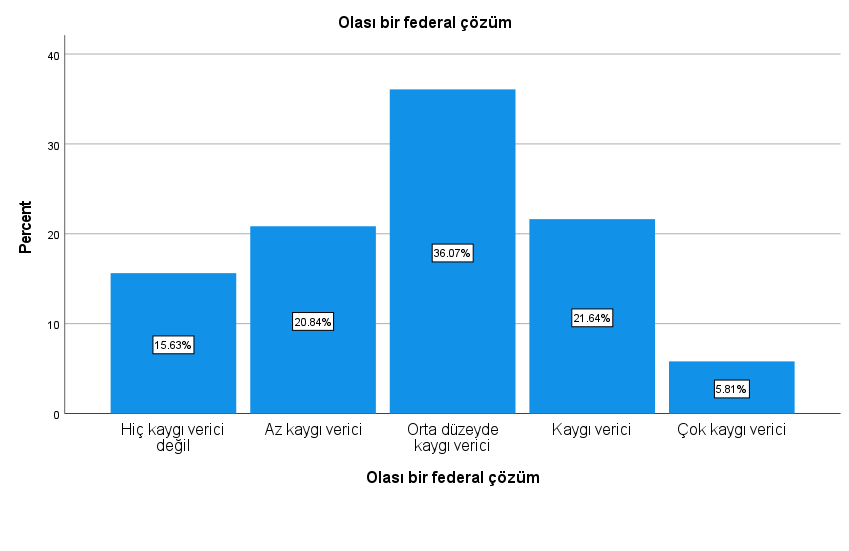 Olası bir federal çözüm
40
30
20
10
0
Percent
15.63%
20.84%
36.07%
21.64%
5.81%
Hiç kaygı verici
değil
Az kaygı verici
Orta düzeyde
kaygı verici
Kaygı verici
Çok kaygı verici
Olası bir federal çözüm